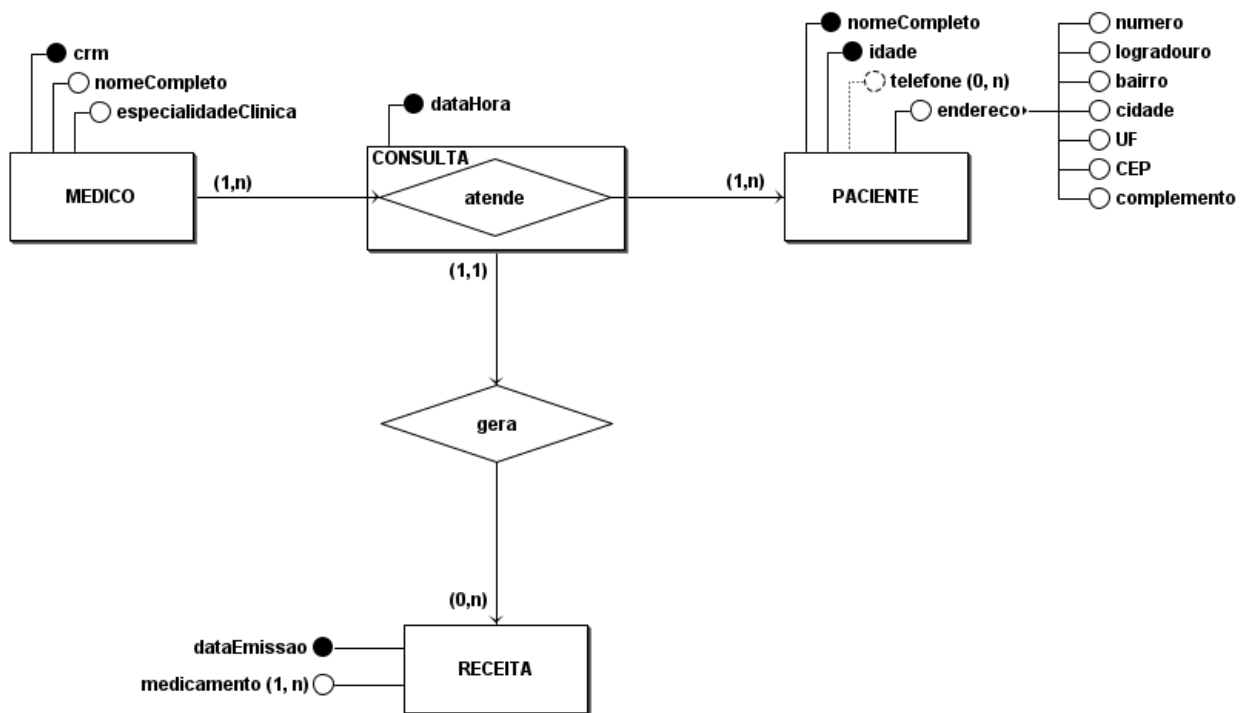 crm
nomeCompleto
especialidadeClinica
MEDICO
(1,n)
dataHora
CONSULTA
atende
(1,n)
nomeCompleto
idade
telefone (0, n)
endereco
PACIENTE
numero
logradouro
bairro
cidade
UF
CEP
complemento
(1,1)
gera
(0,n)
dataEmissao
medicamento (1, n)
RECEITA